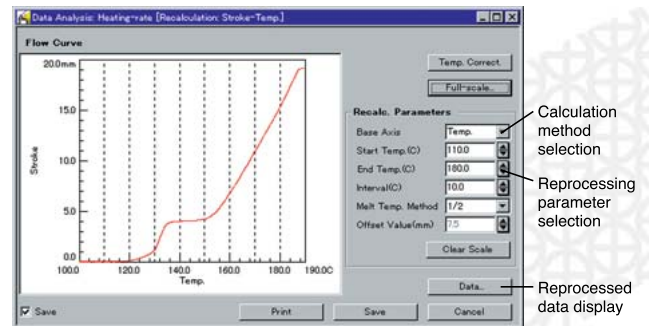 Data Analysis: Heating-rate [Recalculation: Stroke-Temp.]
Flow Curve
20.0mm
15.0
10.0
5.0
0.0
Stroke
100.0 120.0 140.0 160.0 180.0 190.0C
Temp.
Temp. Correct.
Full-scale..
Recalc. Parameters
Base Axis Temp.
Start Temp.(C) 110.0
End Temp.(C) 180.0
Interval(C) 10.0
Melt Temp. Method 1/2
Offset Value(mm) 7.5
Clear Scale
Data..
Save Print Save Cancel
Calculation
method
selection
Reprocessing
parameter
selection
Reprocessed
data display